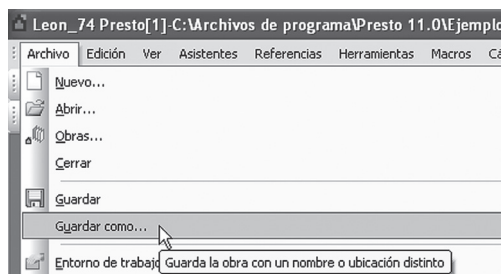 Leon_74 Presto[1]-C:\Archivos de programa\Presto 11.0\Ejemplo
Archivo Edición Ver Asistentes Referencias Herramientas Macros Cá
Nuevo...
Abrir...
Obras...
Cerrar
Guardar
Guardar como...
Entorno de trabajo Guarda la obra con un nombre o ubicación distinto